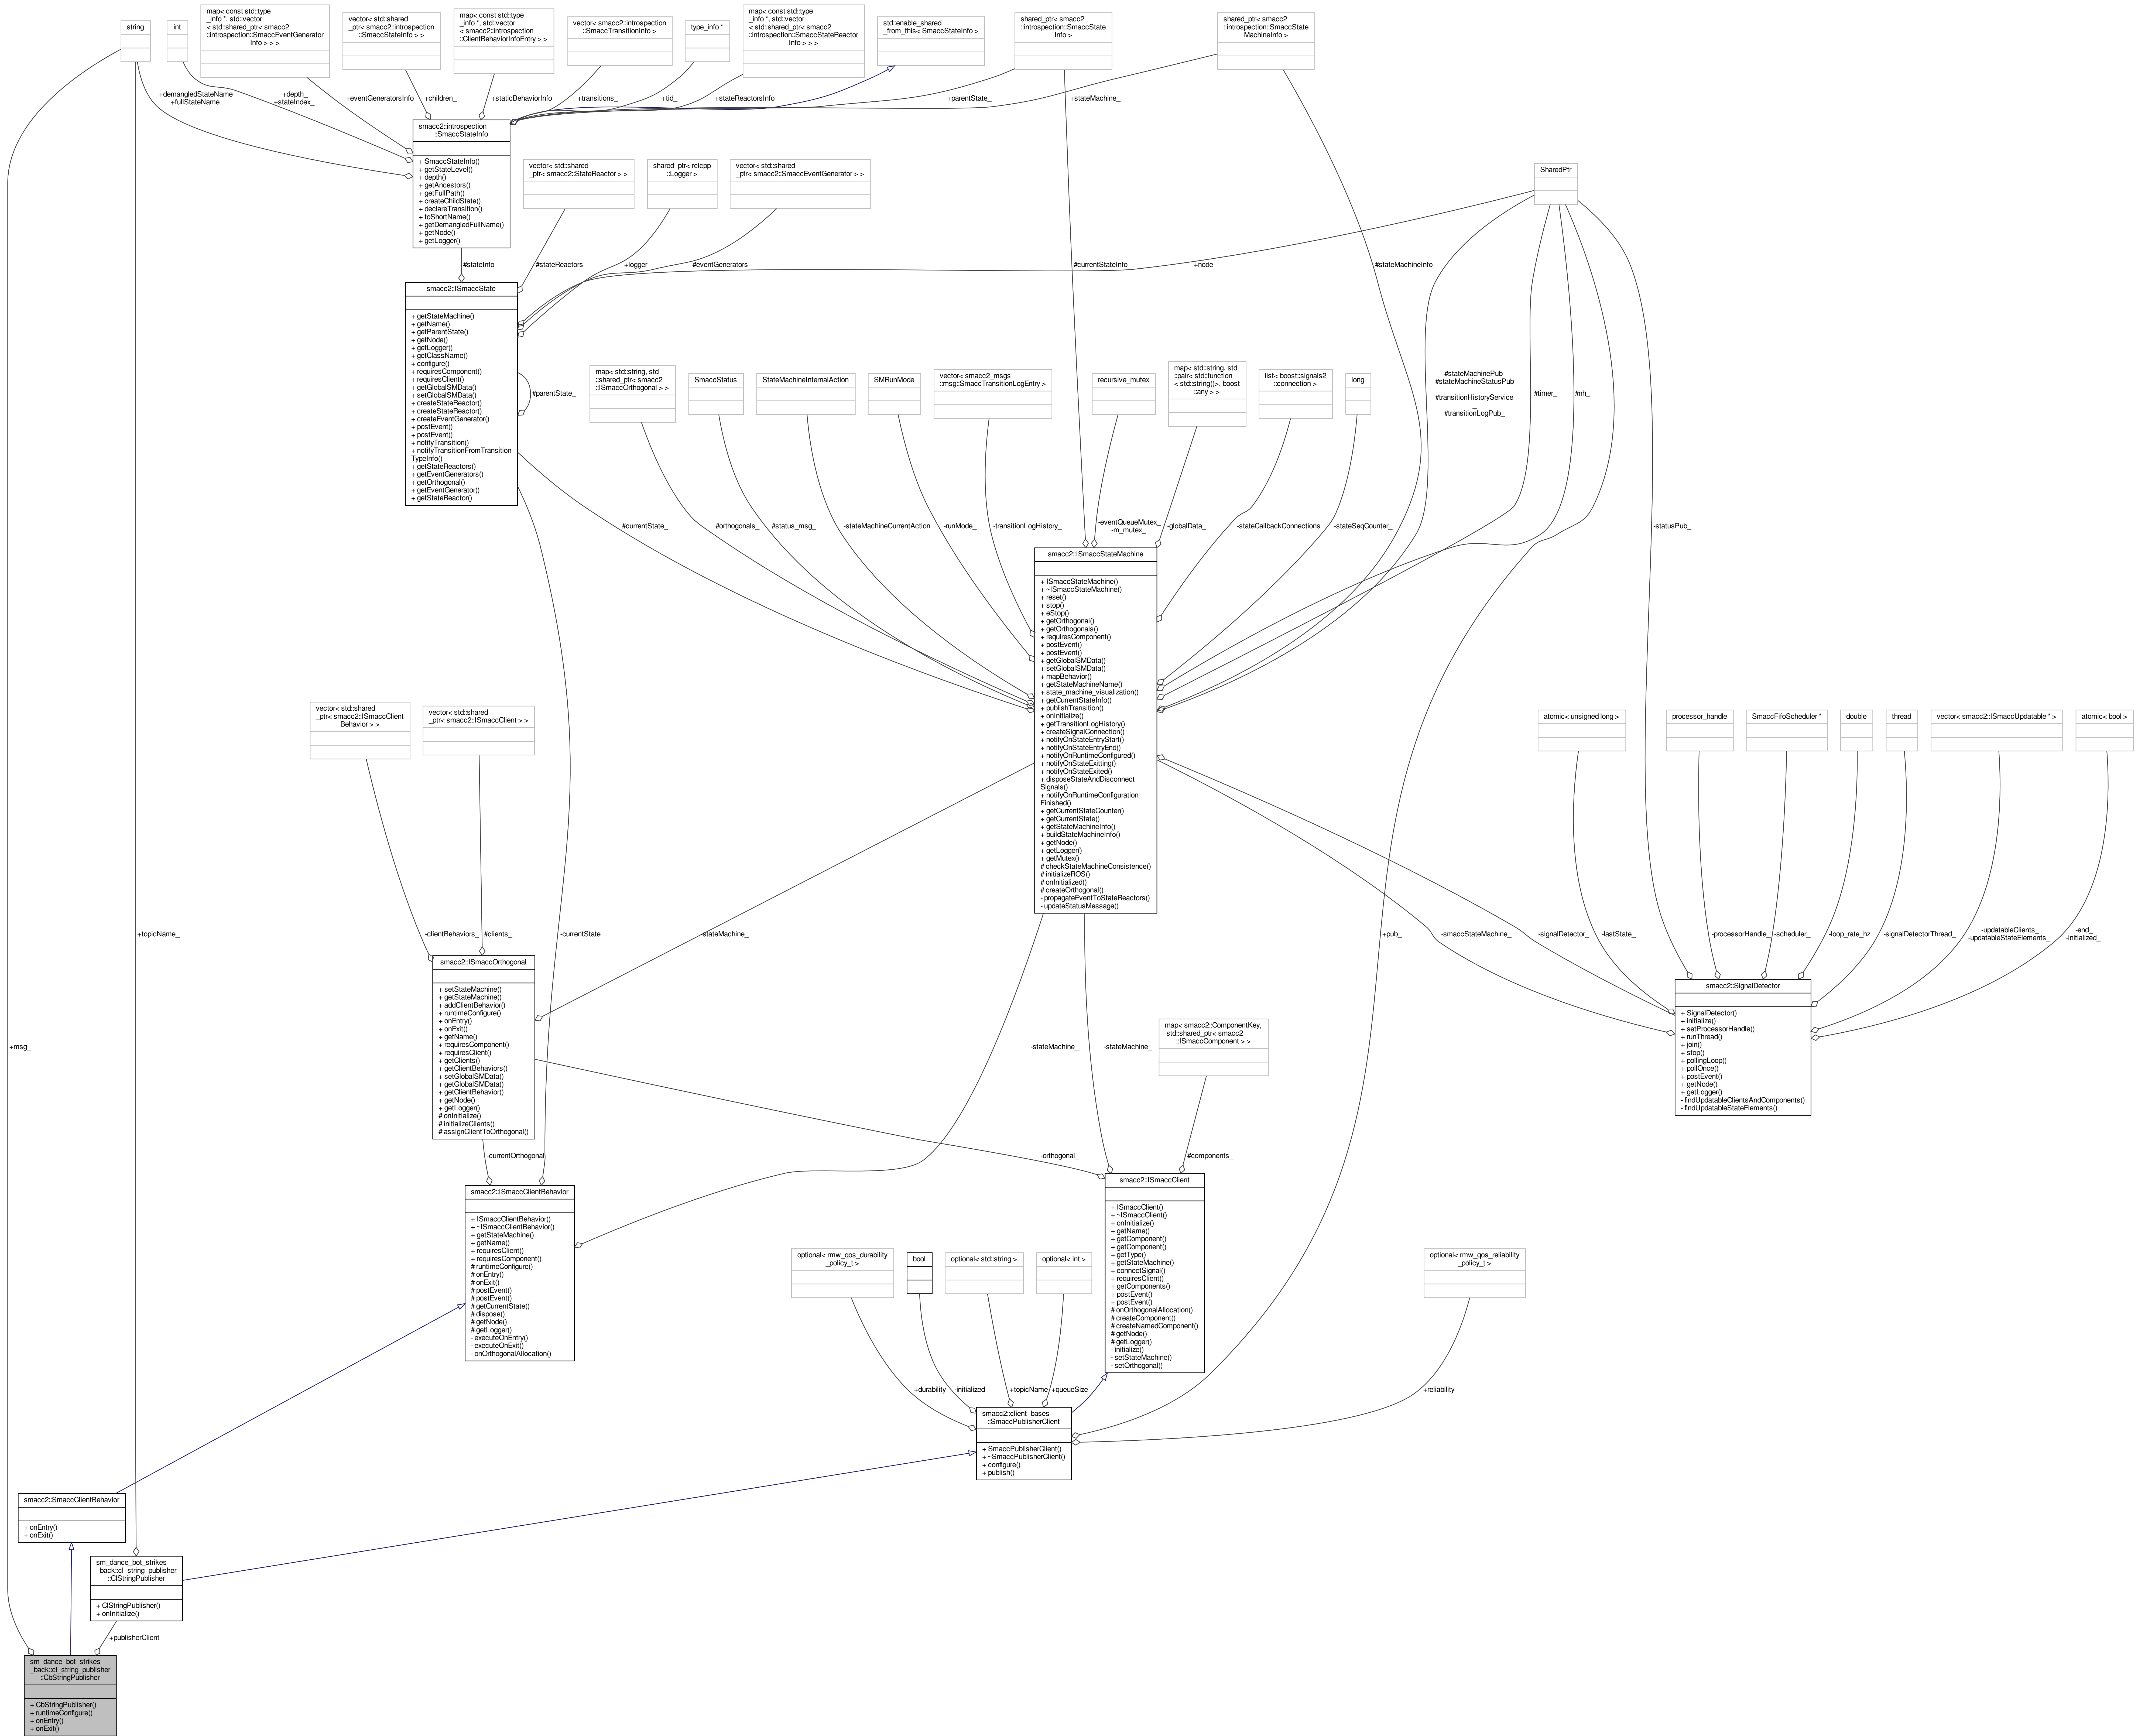 string
int
map< const std::type
_info *, std::vector
< std::shared_ptr< smacc2
::introspection::SmaccEventGenerator
Info > > >
vector< std::shared
_ptr< smacc2::introspection
::SmaccStateInfo > >
map< const std::type
_info *, std::vector
< smacc2::introspection
::ClientBehaviorInfoEntry > >
vector< smacc2::introspection
::SmaccTransitionInfo >
type_info *
map< const std::type
_info *, std::vector
< std::shared_ptr< smacc2
::introspection::SmaccStateReactor
Info > > >
std::enable_shared
_from_this< SmaccStateInfo >
shared_ptr< smacc2
::introspection::SmaccState
Info >
shared_ptr< smacc2
::introspection::SmaccState
MachineInfo >
+demangledStateName
+fullStateName
+depth_
+stateIndex_
+eventGeneratorsInfo
+children_
+staticBehaviorInfo
+transitions_
+tid_
+stateReactorsInfo
+parentState_
+stateMachine_
smacc2::introspection
::SmaccStateInfo
+ SmaccStateInfo()
+ getStateLevel()
+ depth()
+ getAncestors()
+ getFullPath()
+ createChildState()
+ declareTransition()
+ toShortName()
+ getDemangledFullName()
+ getNode()
+ getLogger()
vector< std::shared
_ptr< smacc2::StateReactor > >
shared_ptr< rclcpp
::Logger >
vector< std::shared
_ptr< smacc2::SmaccEventGenerator > >
SharedPtr
#stateInfo_
#stateReactors_
+logger_
#eventGenerators_
#currentStateInfo_
+node_
#stateMachineInfo_
smacc2::ISmaccState
+ getStateMachine()
+ getName()
+ getParentState()
+ getNode()
+ getLogger()
+ getClassName()
+ configure()
+ requiresComponent()
+ requiresClient()
+ getGlobalSMData()
+ setGlobalSMData()
+ createStateReactor()
+ createStateReactor()
+ createEventGenerator()
+ postEvent()
+ postEvent()
+ notifyTransition()
+ notifyTransitionFromTransition
TypeInfo()
+ getStateReactors()
+ getEventGenerators()
+ getOrthogonal()
+ getEventGenerator()
+ getStateReactor()
#parentState_
map< std::string, std
::shared_ptr< smacc2
::ISmaccOrthogonal > >
SmaccStatus
StateMachineInternalAction
SMRunMode
vector< smacc2_msgs
::msg::SmaccTransitionLogEntry >
recursive_mutex
map< std::string, std
::pair< std::function
< std::string()>, boost
::any > >
list< boost::signals2
::connection >
long
#stateMachinePub_
#stateMachineStatusPub
_
#transitionHistoryService
_
#transitionLogPub_
#timer_
#nh_
#currentState_
#orthogonals_
#status_msg_
-stateMachineCurrentAction
-runMode_
-transitionLogHistory_
-eventQueueMutex_
-m_mutex_
-globalData_
-stateCallbackConnections
-stateSeqCounter_
-statusPub_
smacc2::ISmaccStateMachine
+ ISmaccStateMachine()
+ ~ISmaccStateMachine()
+ reset()
+ stop()
+ eStop()
+ getOrthogonal()
+ getOrthogonals()
+ requiresComponent()
+ postEvent()
+ postEvent()
+ getGlobalSMData()
+ setGlobalSMData()
+ mapBehavior()
+ getStateMachineName()
+ state_machine_visualization()
+ getCurrentStateInfo()
+ publishTransition()
+ onInitialize()
+ getTransitionLogHistory()
+ createSignalConnection()
+ notifyOnStateEntryStart()
+ notifyOnStateEntryEnd()
+ notifyOnRuntimeConfigured()
+ notifyOnStateExitting()
+ notifyOnStateExited()
+ disposeStateAndDisconnect
Signals()
+ notifyOnRuntimeConfiguration
Finished()
+ getCurrentStateCounter()
+ getCurrentState()
+ getStateMachineInfo()
+ buildStateMachineInfo()
+ getNode()
+ getLogger()
+ getMutex()
# checkStateMachineConsistence()
# initializeROS()
# onInitialized()
# createOrthogonal()
- propagateEventToStateReactors()
- updateStatusMessage()
vector< std::shared
_ptr< smacc2::ISmaccClient
Behavior > >
vector< std::shared
_ptr< smacc2::ISmaccClient > >
atomic< unsigned long >
processor_handle
SmaccFifoScheduler *
double
thread
vector< smacc2::ISmaccUpdatable * >
atomic< bool >
+topicName_
-clientBehaviors_
#clients_
-currentState
-stateMachine_
+pub_
-smaccStateMachine_
-signalDetector_
-lastState_
-processorHandle_
-scheduler_
-loop_rate_hz
-signalDetectorThread_
-updatableClients_
-updatableStateElements_
-end_
-initialized_
smacc2::ISmaccOrthogonal
+ setStateMachine()
+ getStateMachine()
+ addClientBehavior()
+ runtimeConfigure()
+ onEntry()
+ onExit()
+ getName()
+ requiresComponent()
+ requiresClient()
+ getClients()
+ getClientBehaviors()
+ setGlobalSMData()
+ getGlobalSMData()
+ getClientBehavior()
+ getNode()
+ getLogger()
# onInitialize()
# initializeClients()
# assignClientToOrthogonal()
smacc2::SignalDetector
+ SignalDetector()
+ initialize()
+ setProcessorHandle()
+ runThread()
+ join()
+ stop()
+ pollingLoop()
+ pollOnce()
+ postEvent()
+ getNode()
+ getLogger()
- findUpdatableClientsAndComponents()
- findUpdatableStateElements()
+msg_
-stateMachine_
-stateMachine_
map< smacc2::ComponentKey,
std::shared_ptr< smacc2
::ISmaccComponent > >
-currentOrthogonal
-orthogonal_
#components_
smacc2::ISmaccClientBehavior
+ ISmaccClientBehavior()
+ ~ISmaccClientBehavior()
+ getStateMachine()
+ getName()
+ requiresClient()
+ requiresComponent()
# runtimeConfigure()
# onEntry()
# onExit()
# postEvent()
# postEvent()
# getCurrentState()
# dispose()
# getNode()
# getLogger()
- executeOnEntry()
- executeOnExit()
- onOrthogonalAllocation()
smacc2::ISmaccClient
+ ISmaccClient()
+ ~ISmaccClient()
+ onInitialize()
+ getName()
+ getComponent()
+ getComponent()
+ getType()
+ getStateMachine()
+ connectSignal()
+ requiresClient()
+ getComponents()
+ postEvent()
+ postEvent()
# onOrthogonalAllocation()
# createComponent()
# createNamedComponent()
# getNode()
# getLogger()
- initialize()
- setStateMachine()
- setOrthogonal()
optional< rmw_qos_durability
_policy_t >
bool
optional< std::string >
optional< int >
optional< rmw_qos_reliability
_policy_t >
+durability
-initialized_
+topicName
+queueSize
+reliability
smacc2::client_bases
::SmaccPublisherClient
+ SmaccPublisherClient()
+ ~SmaccPublisherClient()
+ configure()
+ publish()
smacc2::SmaccClientBehavior
+ onEntry()
+ onExit()
sm_dance_bot_strikes
_back::cl_string_publisher
::ClStringPublisher
+ ClStringPublisher()
+ onInitialize()
+publisherClient_
sm_dance_bot_strikes
_back::cl_string_publisher
::CbStringPublisher
+ CbStringPublisher()
+ runtimeConfigure()
+ onEntry()
+ onExit()